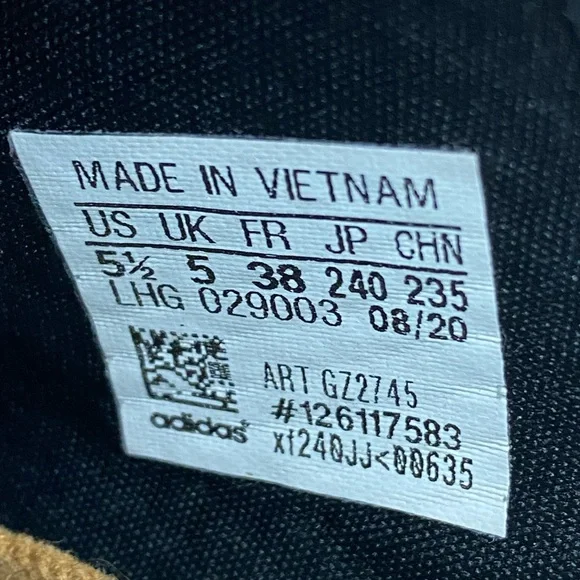 MADE IN VIETNAM
US UK FR JP CHN
5½ 5 38 240 235
LHG 029003 08/20
ART GZ2745
#126117583
adidas
xf240JJ<00635